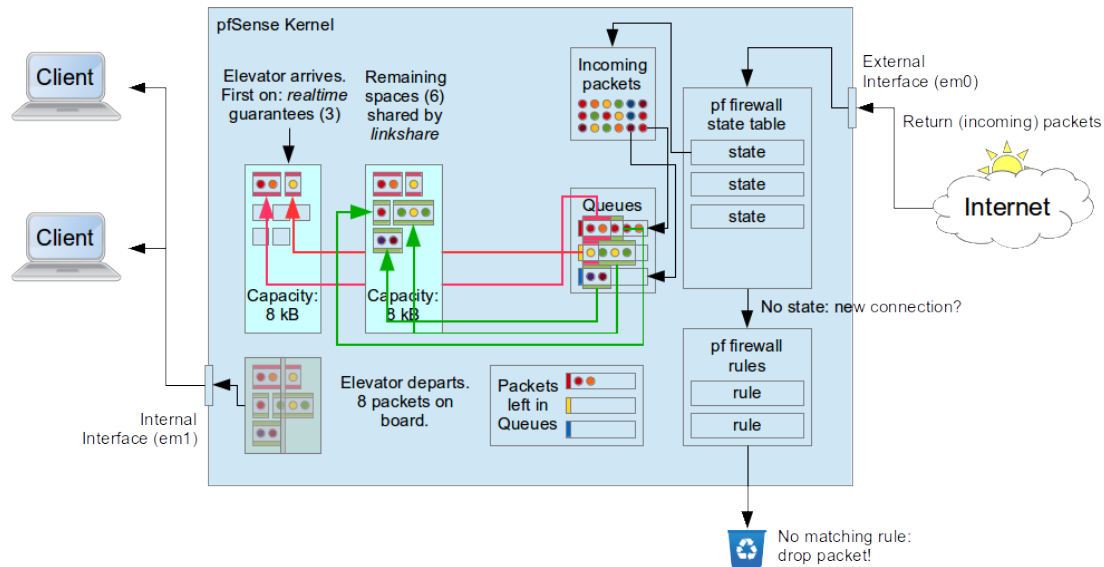 pfSense Kernel
Client
Client
Elevator arrives.
First on: realtime
guarantees (3)
Remaining
spaces (6)
shared by
linkshare
Incoming
packets
pf firewall
state table
state
state
state
External
Interface (em0)
Return (incoming) packets
Internet
Queues
Capacity:
8 kB
Capacity:
8 kB
No state: new connection?
pf firewall
rules
rule
rule
Internal
Interface (em1)
Elevator departs.
8 packets on
board.
Packets
left in
Queues
No matching rule:
drop packet!